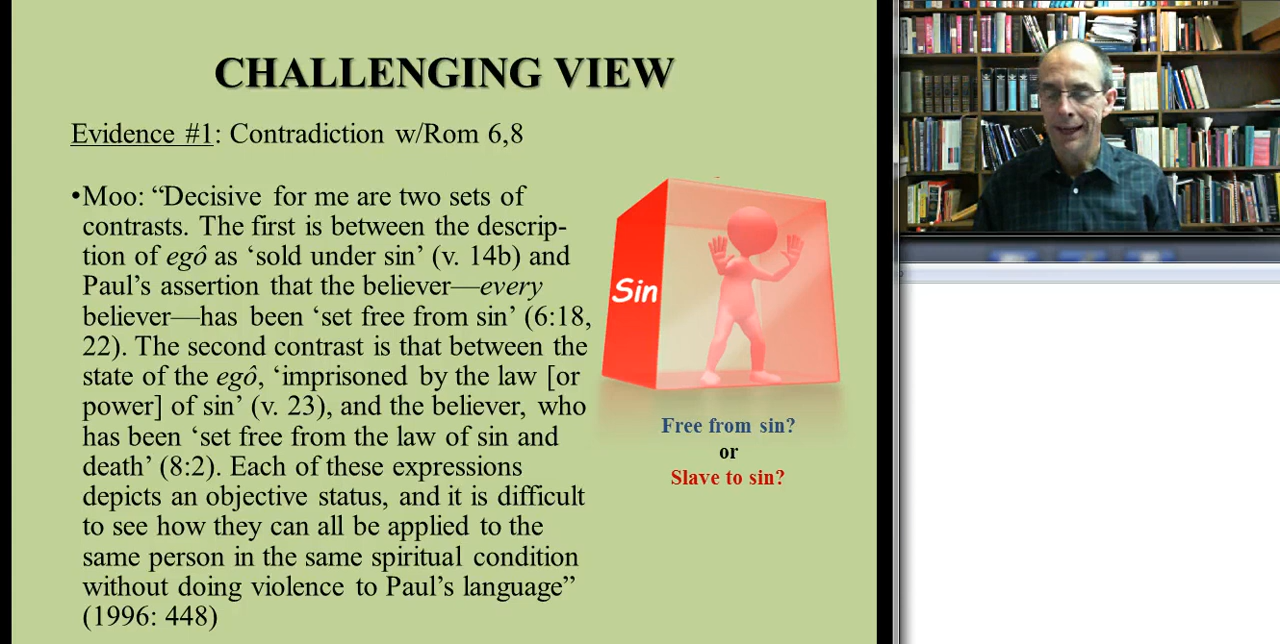 CHALLENGING VIEW
Evidence #1: Contradiction w/Rom 6,8
•Moo: “Decisive for me are two sets of
contrasts. The first is between the descrip-
tion of egô as ‘sold under sin’ (v. 14b) and
Paul’s assertion that the believer—every
believer—has been ‘set free from sin’ (6:18,
22). The second contrast is that between the
state of the egô, ‘imprisoned by the law [or
power] of sin’ (v. 23), and the believer, who
has been ‘set free from the law of sin and
death’ (8:2). Each of these expressions
depicts an objective status, and it is difficult
to see how they can all be applied to the
same person in the same spiritual condition
without doing violence to Paul’s language”
(1996: 448)
Sin
Free from sin?
or
Slave to sin?